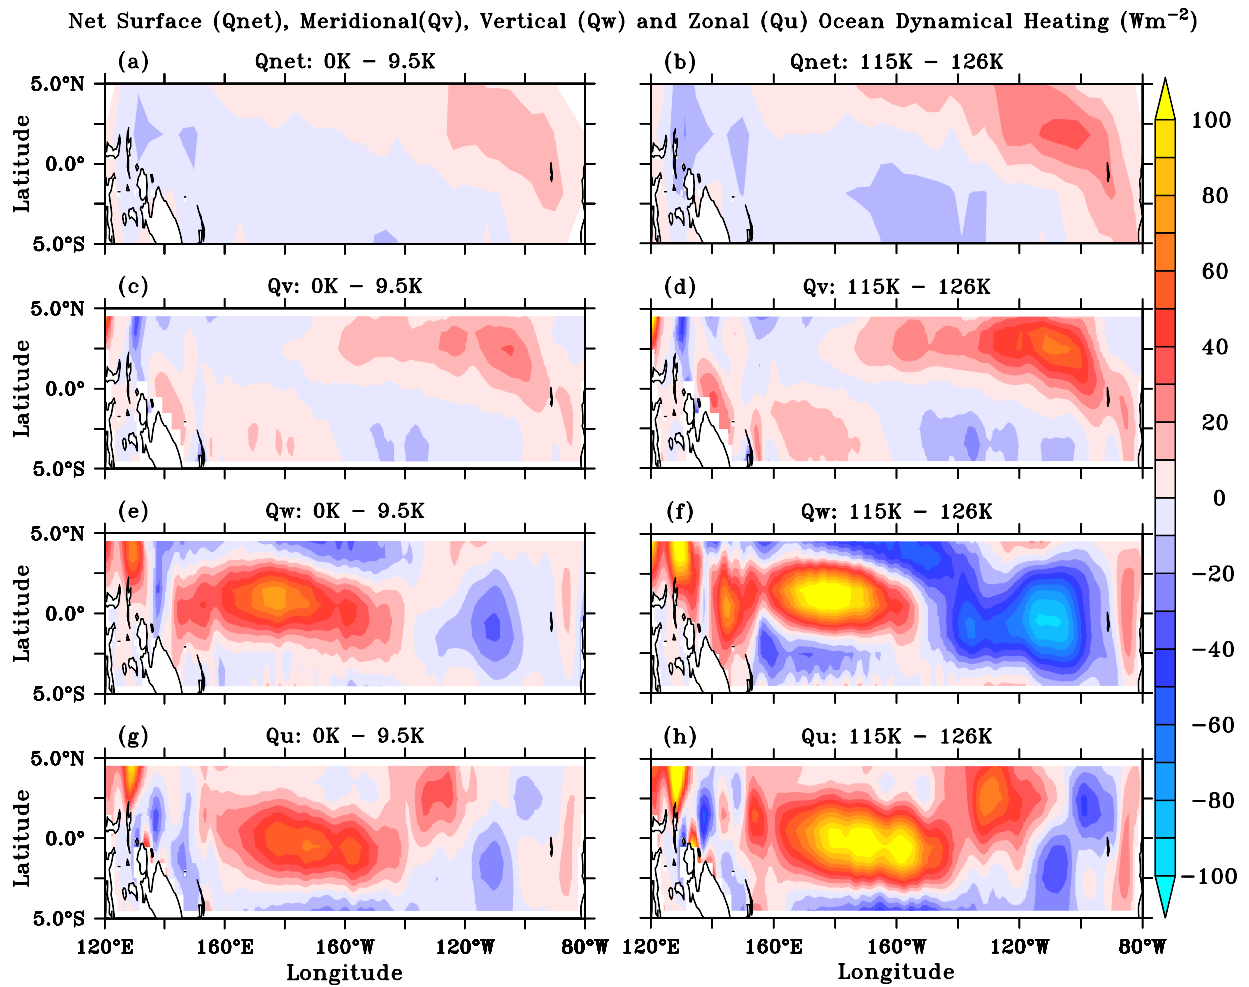 Net Surface (Qnet), Meridional(Qv), Vertical (Qw) and Zonal (Qu) Ocean Dynamical Heating (Wm−2)
(a) Qnet: 0K − 9.5K
(b) Qnet: 115K − 126K
5.0°N
0.0°
5.0°S
Latitude
Latitude
(c) Qv: 0K − 9.5K
(d) Qv: 115K − 126K
5.0°N
0.0°
5.0°S
Latitude
Latitude
(e) Qw: 0K − 9.5K
(f) Qw: 115K − 126K
5.0°N
0.0°
5.0°S
Latitude
Latitude
(g) Qu: 0K − 9.5K
(h) Qu: 115K − 126K
5.0°N
0.0°
5.0°S
Latitude
Latitude
120°E 160°E 160°W 120°W 80°W
120°E 160°E 160°W 120°W 80°W
Longitude
Longitude
100
80
60
40
20
0
−20
−40
−60
−80
−100